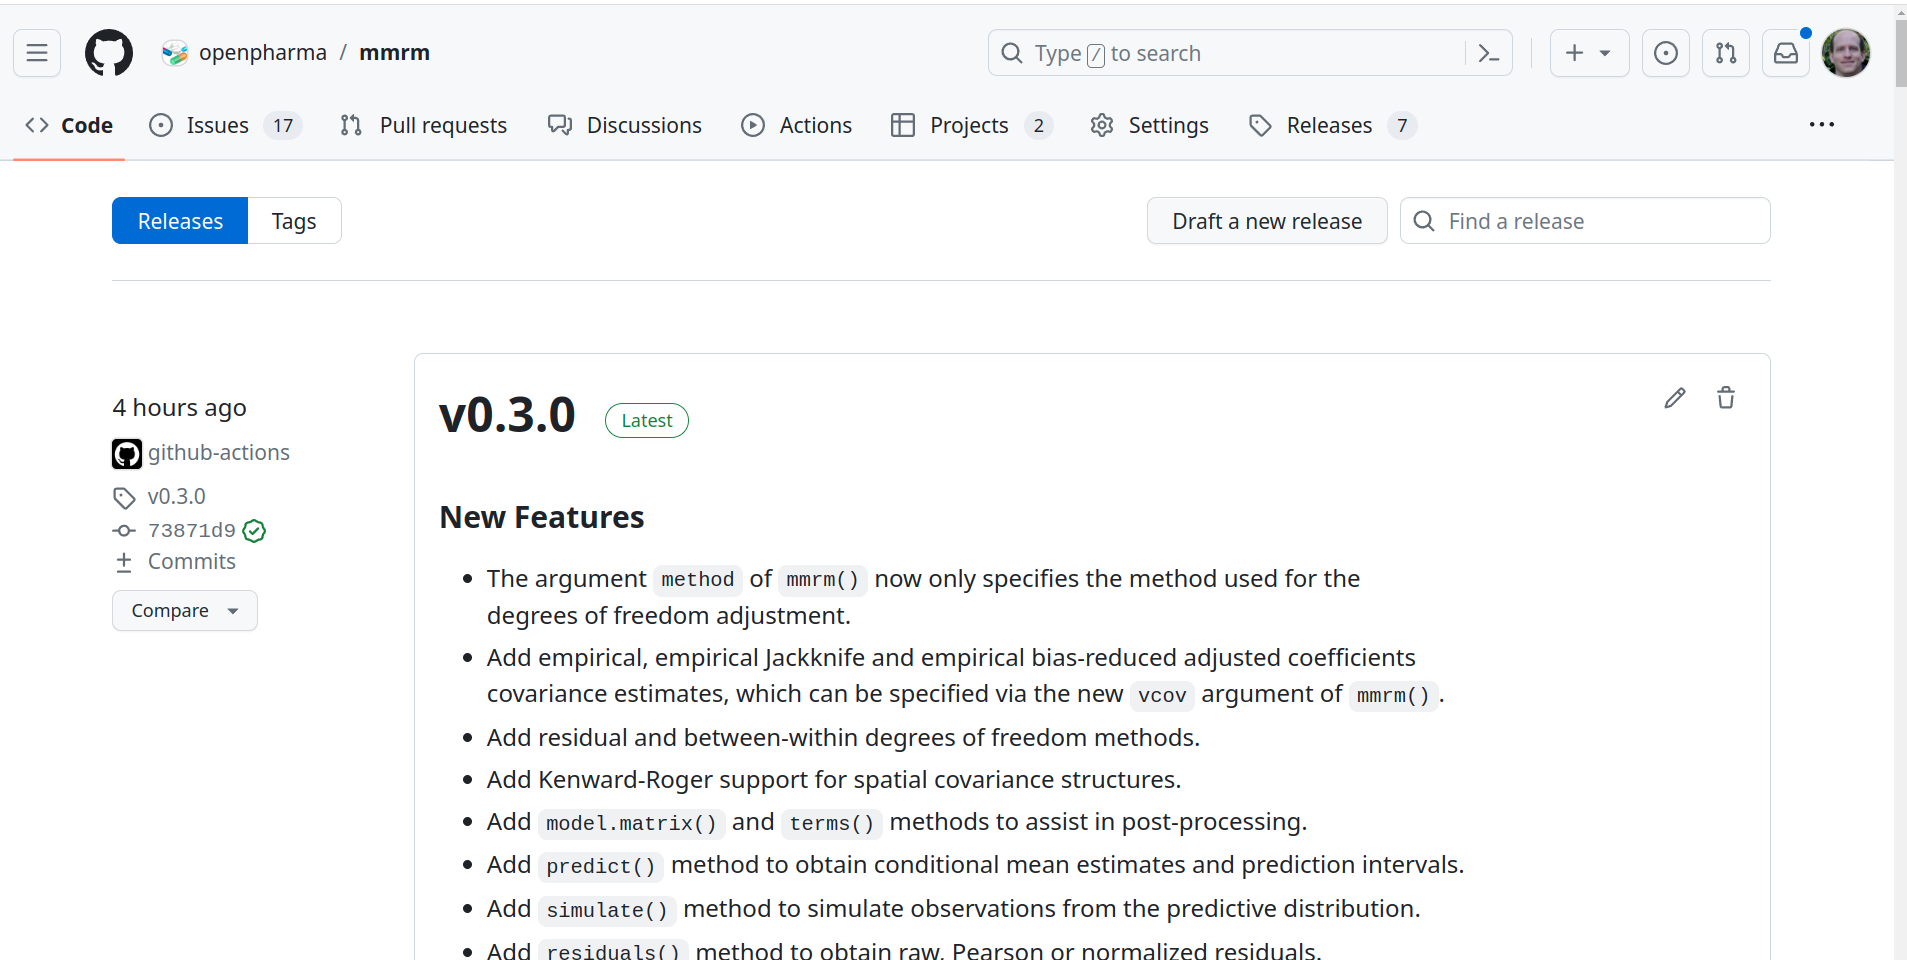 openpharma / mmrm
Type / to search
Code
Issues 17
Pull requests
Discussions
Actions
Projects 2
Settings
Releases 7
Releases
Tags
Draft a new release
Find a release
4 hours ago
github-actions
v0.3.0
73871d9
Commits
Compare
v0.3.0 Latest
New Features
The argument method of mmrm() now only specifies the method used for the
degrees of freedom adjustment.
Add empirical, empirical Jackknife and empirical bias-reduced adjusted coefficients
covariance estimates, which can be specified via the new vcov argument of mmrm().
Add residual and between-within degrees of freedom methods.
Add Kenward-Roger support for spatial covariance structures.
Add model.matrix() and terms() methods to assist in post-processing.
Add predict() method to obtain conditional mean estimates and prediction intervals.
Add simulate() method to simulate observations from the predictive distribution.
Add residuals() method to obtain raw, Pearson or normalized residuals.